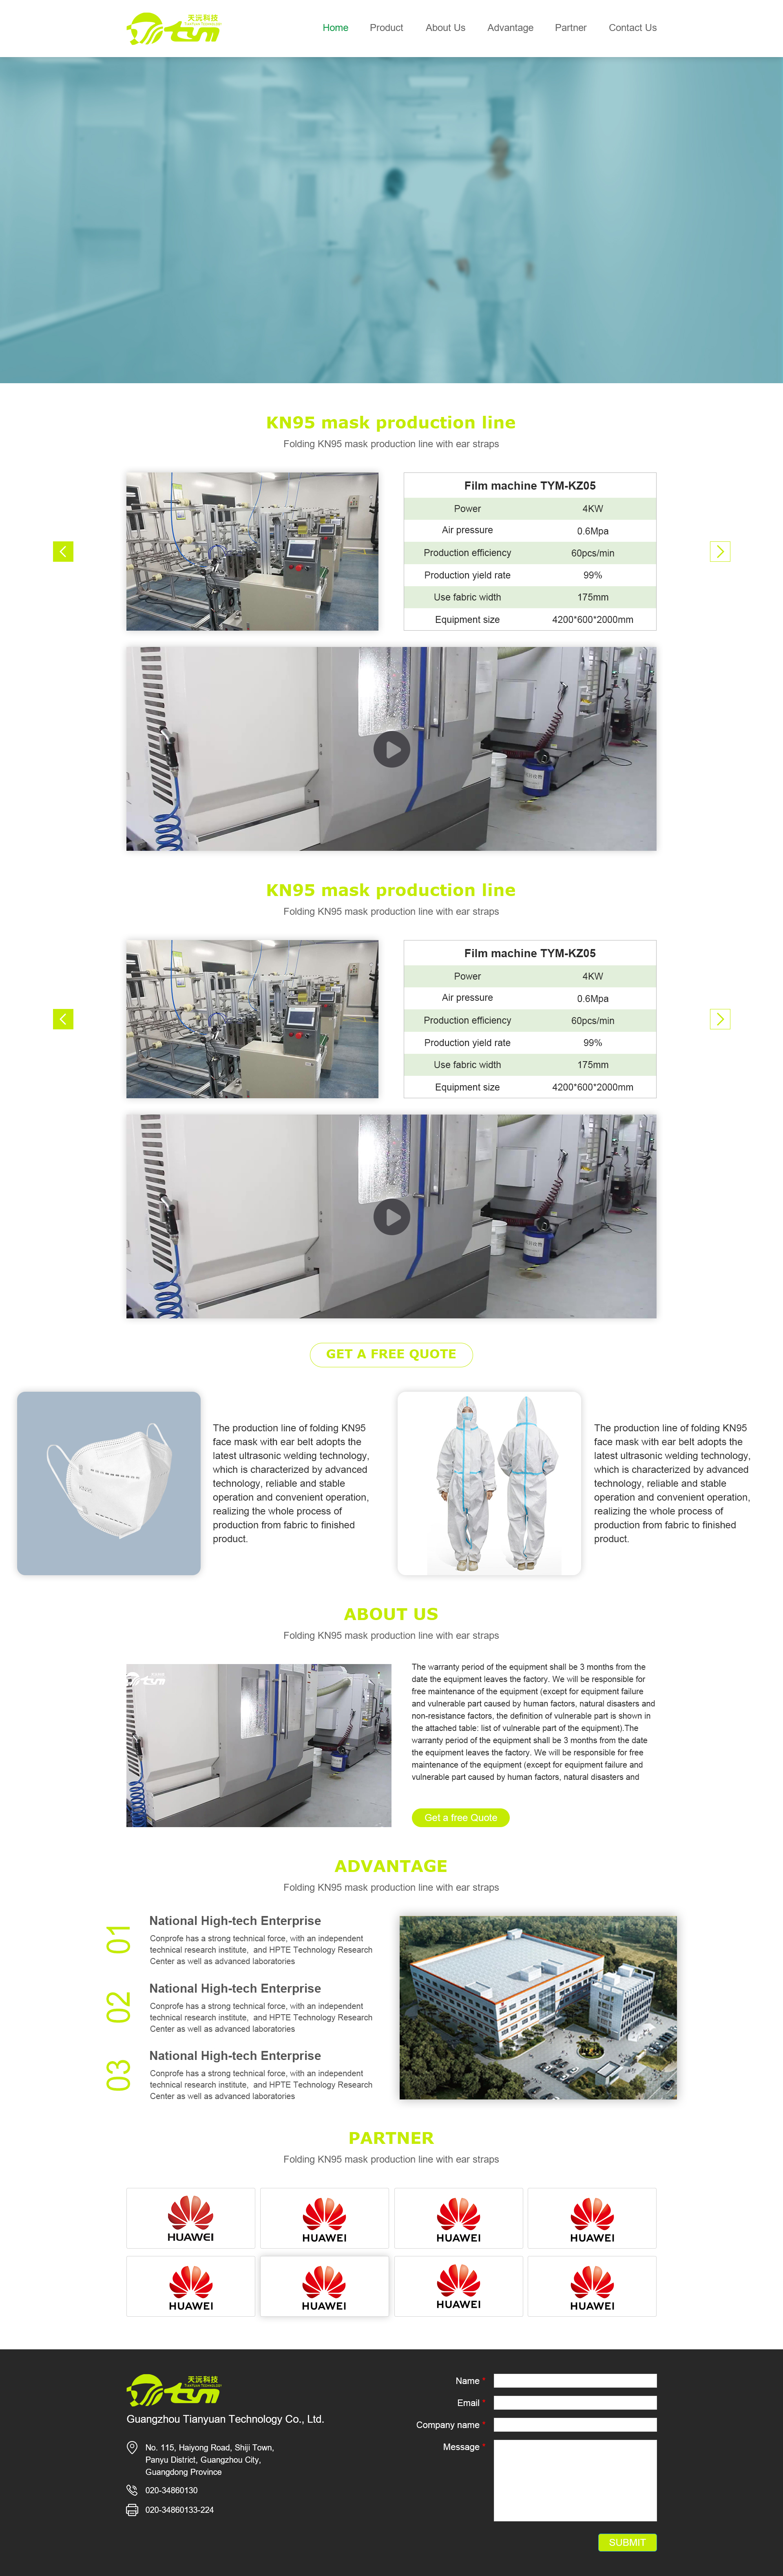 天沅科技
TianYuan Technology
tym
Home Product About Us Advantage Partner Contact Us
KN95 mask production line
Folding KN95 mask production line with ear straps
Film machine TYM-KZ05
Power 4KW
Air pressure 0.6Mpa
Production efficiency 60pcs/min
Production yield rate 99%
Use fabric width 175mm
Equipment size 4200*600*2000mm
KN95 mask production line
Folding KN95 mask production line with ear straps
Film machine TYM-KZ05
Power 4KW
Air pressure 0.6Mpa
Production efficiency 60pcs/min
Production yield rate 99%
Use fabric width 175mm
Equipment size 4200*600*2000mm
GET A FREE QUOTE
KN95
The production line of folding KN95
face mask with ear belt adopts the
latest ultrasonic welding technology,
which is characterized by advanced
technology, reliable and stable
operation and convenient operation,
realizing the whole process of
production from fabric to finished
product.
The production line of folding KN95
face mask with ear belt adopts the
latest ultrasonic welding technology,
which is characterized by advanced
technology, reliable and stable
operation and convenient operation,
realizing the whole process of
production from fabric to finished
product.
ABOUT US
Folding KN95 mask production line with ear straps
tym
The warranty period of the equipment shall be 3 months from the
date the equipment leaves the factory. We will be responsible for
free maintenance of the equipment (except for equipment failure
and vulnerable part caused by human factors, natural disasters and
non-resistance factors, the definition of vulnerable part is shown in
the attached table: list of vulnerable part of the equipment).The
warranty period of the equipment shall be 3 months from the date
the equipment leaves the factory. We will be responsible for free
maintenance of the equipment (except for equipment failure and
vulnerable part caused by human factors, natural disasters and
Get a free Quote
ADVANTAGE
Folding KN95 mask production line with ear straps
01
National High-tech Enterprise
Conprofe has a strong technical force, with an independent
technical research institute, and HPTE Technology Research
Center as well as advanced laboratories
02
National High-tech Enterprise
Conprofe has a strong technical force, with an independent
technical research institute, and HPTE Technology Research
Center as well as advanced laboratories
03
National High-tech Enterprise
Conprofe has a strong technical force, with an independent
technical research institute, and HPTE Technology Research
Center as well as advanced laboratories
PARTNER
Folding KN95 mask production line with ear straps
HUAWEI HUAWEI HUAWEI HUAWEI
HUAWEI HUAWEI HUAWEI HUAWEI
天沅科技
TianYuan Technology
tym
Guangzhou Tianyuan Technology Co., Ltd.
No. 115, Haiyong Road, Shiji Town,
Panyu District, Guangzhou City,
Guangdong Province
020-34860130
020-34860133-224
Name *
Email *
Company name *
Message *
SUBMIT